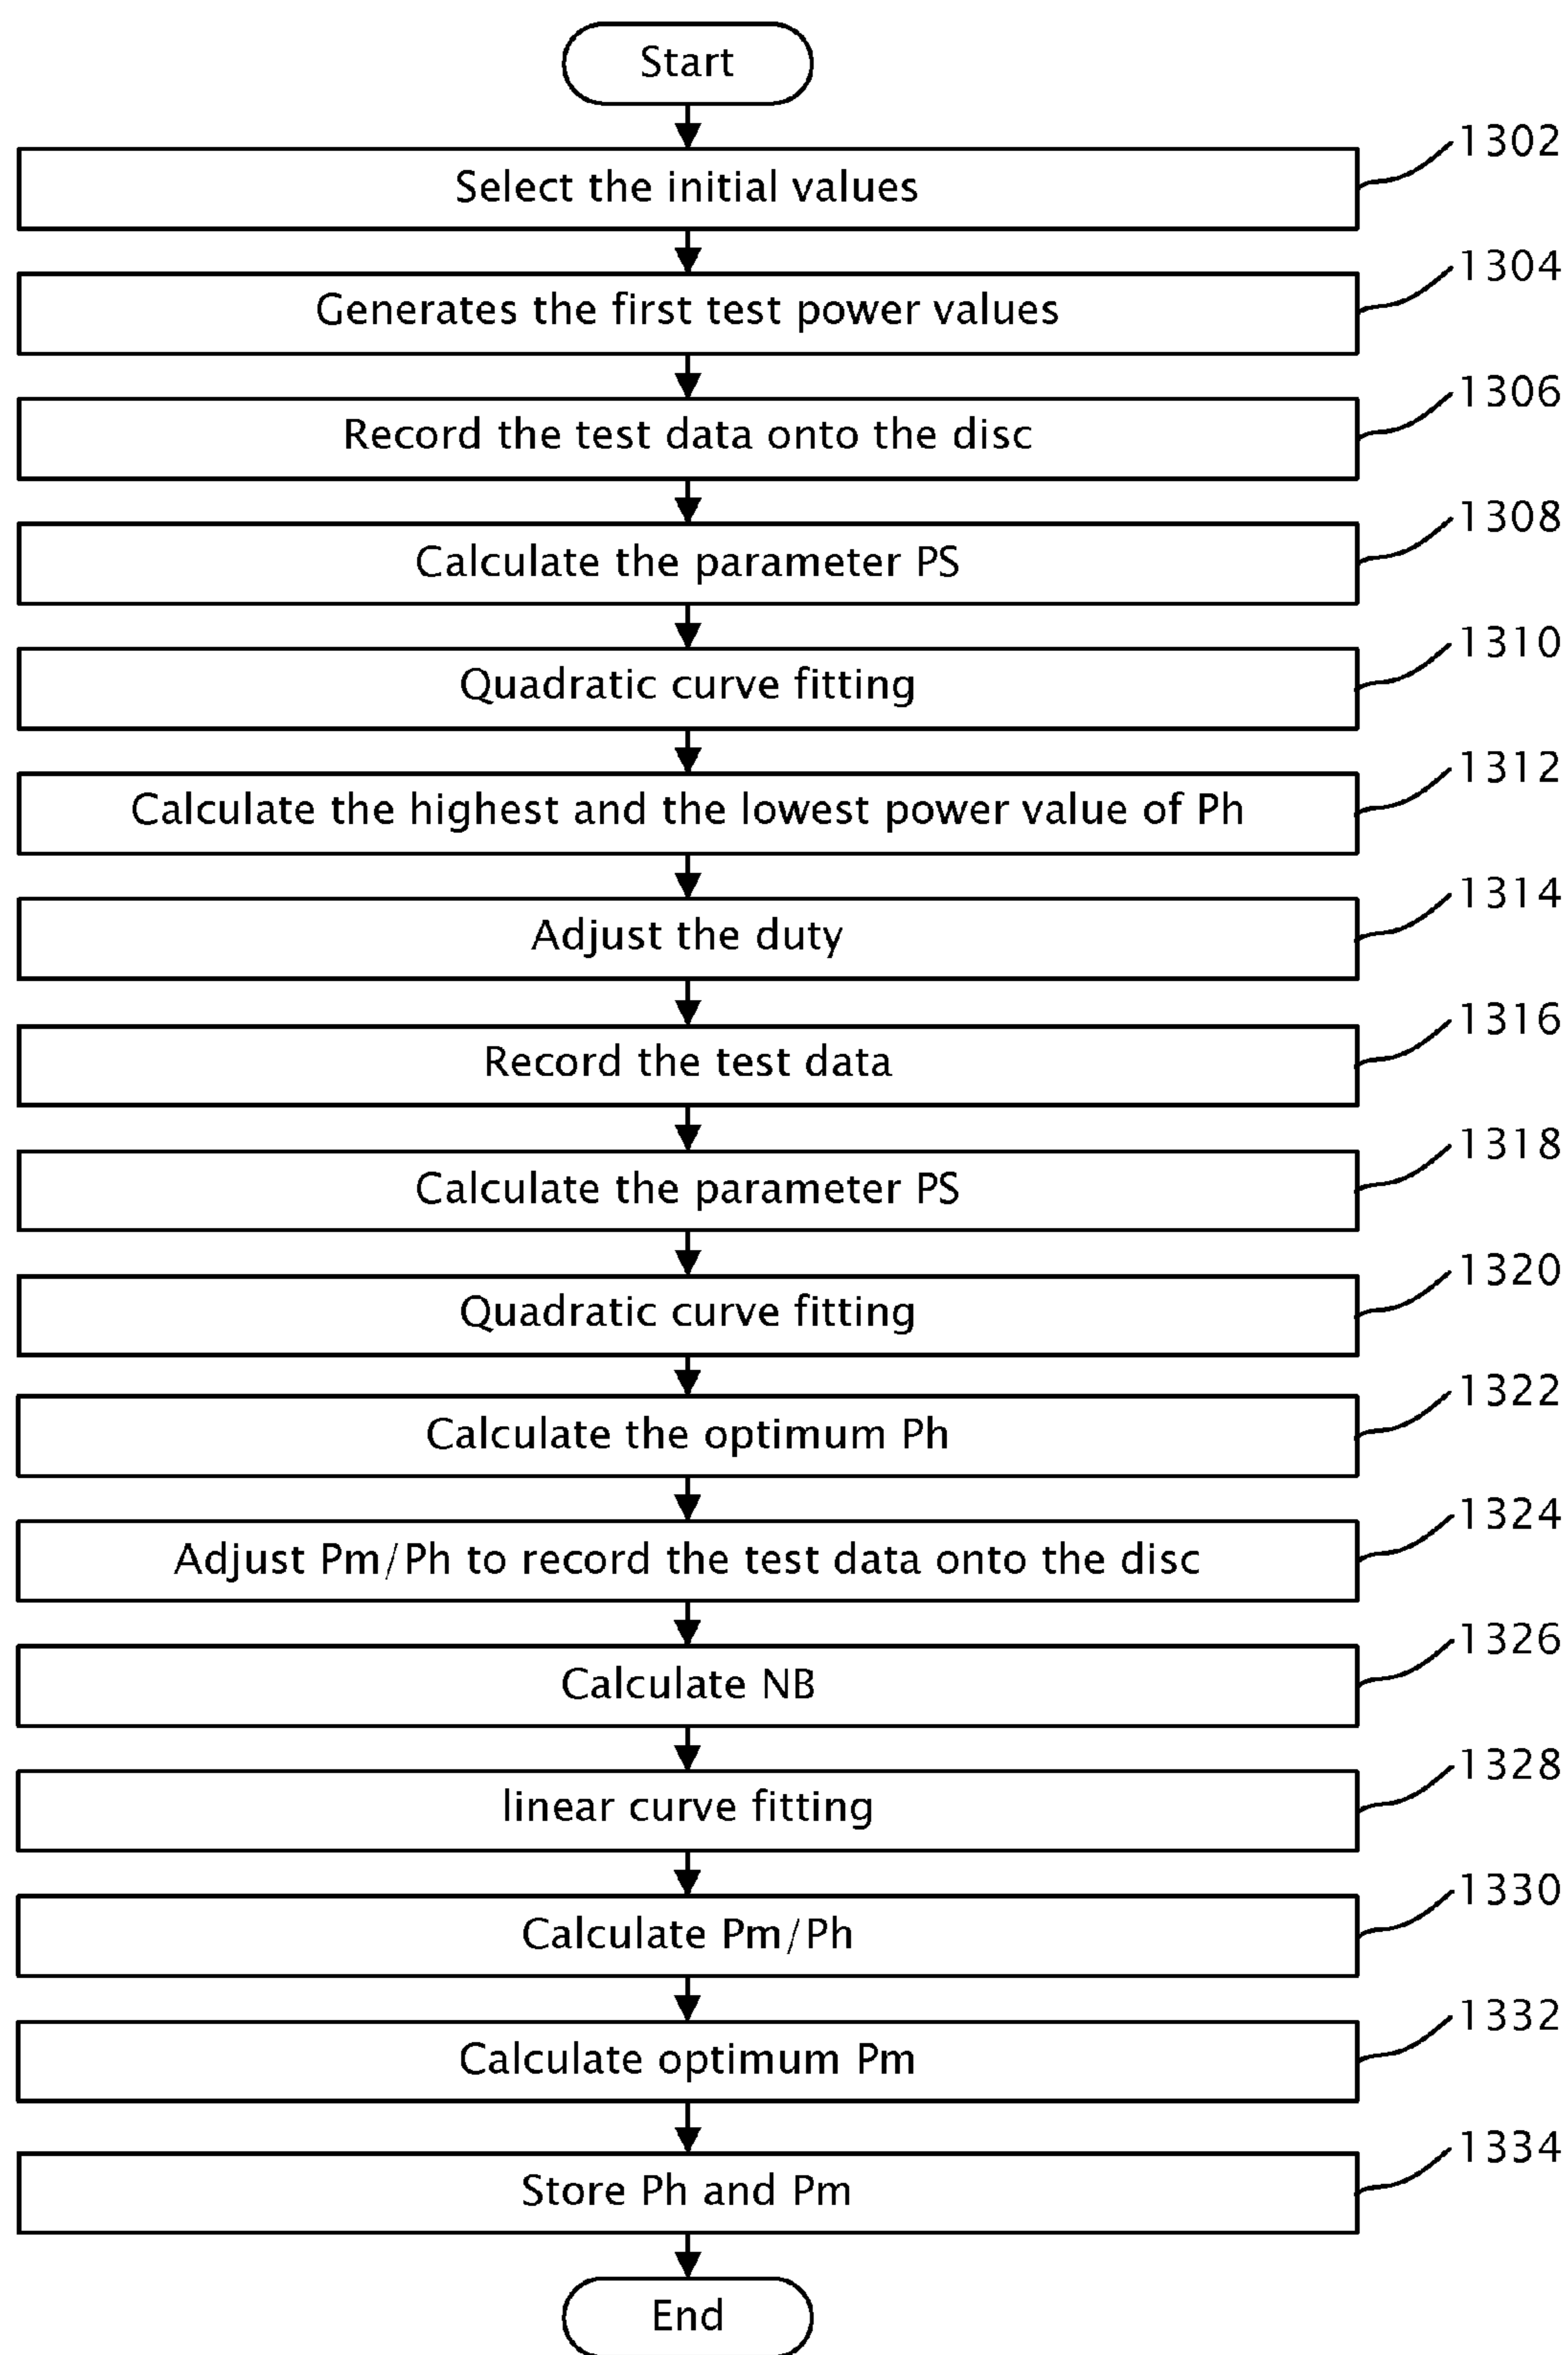 Start
1302
Select the initial values
1304
Generates the first test power values
1306
Record the test data onto the disc
1308
Calculate the parameter PS
1310
Quadratic curve fitting
1312
Calculate the highest and the lowest power value of Ph
1314
Adjust the duty
1316
Record the test data
1318
Calculate the parameter PS
1320
Quadratic curve fitting
1322
Calculate the optimum Ph
1324
Adjust Pm/Ph to record the test data onto the disc
1326
Calculate NB
1328
linear curve fitting
1330
Calculate Pm/Ph
1332
Calculate optimum Pm
1334
Store Ph and Pm
End